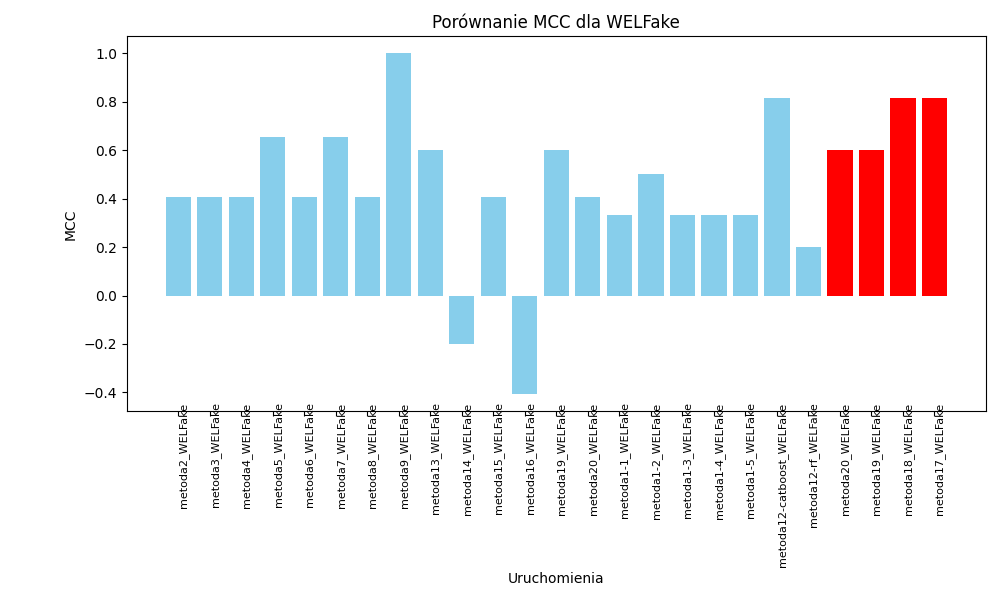 Porównanie MCC dla WELFake
MCC
1.0
0.8
0.6
0.4
0.2
0.0
−0.2
−0.4
metoda2_WELFake
metoda3_WELFake
metoda4_WELFake
metoda5_WELFake
metoda6_WELFake
metoda7_WELFake
metoda8_WELFake
metoda9_WELFake
metoda13_WELFake
metoda14_WELFake
metoda15_WELFake
metoda16_WELFake
metoda19_WELFake
metoda20_WELFake
metoda1-1_WELFake
metoda1-2_WELFake
metoda1-3_WELFake
metoda1-4_WELFake
metoda1-5_WELFake
metoda12-catboost_WELFake
metoda12-rf_WELFake
metoda20_WELFake
metoda19_WELFake
metoda18_WELFake
metoda17_WELFake
Uruchomienia